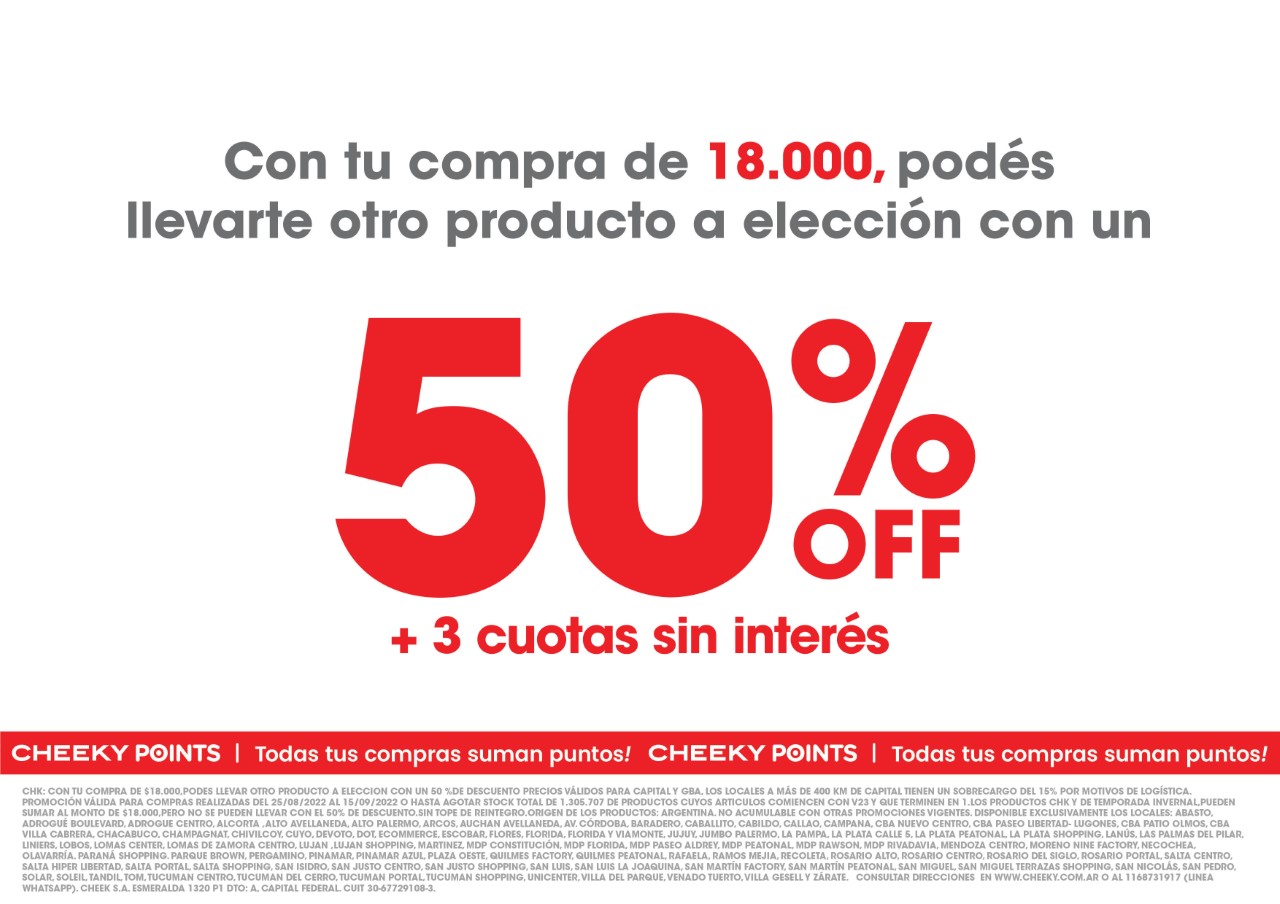 Con tu compra de 18.000, podés
llevarte otro producto a elección con un
50%
OFF
+ 3 cuotas sin interés
CHEEKY POINTS | Todas tus compras suman puntos! CHEEKY POINTS | Todas tus compras suman puntos!
CHK: CON TU COMPRA DE $18.000,PODES LLEVAR OTRO PRODUCTO A ELECCION CON UN 50 %DE DESCUENTO PRECIOS VÁLIDOS PARA CAPITAL Y GBA, LOS LOCALES A MÁS DE 400 KM DE CAPITAL TIENEN UN SOBRECARGO DEL 15% POR MOTIVOS DE LOGÍSTICA.
PROMOCIÓN VÁLIDA PARA COMPRAS REALIZADAS DEL 25/08/2022 AL 15/09/2022 O HASTA AGOTAR STOCK TOTAL DE 1.305.707 DE PRODUCTOS CUYOS ARTICULOS COMIENCEN CON V23 Y QUE TERMINEN EN 1.LOS PRODUCTOS CHK Y DE TEMPORADA INVERNAL,PUEDEN
SUMAR AL MONTO DE $18.000,PERO NO SE PUEDEN LLEVAR CON EL 50% DE DESCUENTO.SIN TOPE DE REINTEGRO.ORIGEN DE LOS PRODUCTOS: ARGENTINA. NO ACUMULABLE CON OTRAS PROMOCIONES VIGENTES. DISPONIBLE EXCLUSIVAMENTE LOS LOCALES: ABASTO,
ADROGUÉ BOULEVARD, ADROGUE CENTRO, ALCORTA ,ALTO AVELLANEDA, ALTO PALERMO, ARCOS, AUCHAN AVELLANEDA, AV. CÓRDOBA, BARADERO, CABALLITO, CABILDO, CALLAO, CAMPANA, CBA NUEVO CENTRO, CBA PASEO LIBERTAD- LUGONES, CBA PATIO OLMOS, CBA
VILLA CABRERA, CHACABUCO, CHAMPAGNAT, CHIVILCOY, CUYO, DEVOTO, DOT, ECOMMERCE, ESCOBAR, FLORES, FLORIDA, FLORIDA Y VIAMONTE, JUJUY, JUMBO PALERMO, LA PAMPA, LA PLATA CALLE 5, LA PLATA PEATONAL, LA PLATA SHOPPING, LANÚS, LAS PALMAS DEL PILAR,
LINIERS, LOBOS, LOMAS CENTER, LOMAS DE ZAMORA CENTRO, LUJAN ,LUJAN SHOPPING, MARTINEZ, MDP CONSTITUCIÓN, MDP FLORIDA, MDP PASEO ALDREY, MDP PEATONAL, MDP RAWSON, MDP RIVADAVIA, MENDOZA CENTRO, MORENO NINE FACTORY, NECOCHEA,
OLAVARRÍA, PARANÁ SHOPPING. PARQUE BROWN, PERGAMINO, PINAMAR, PINAMAR AZUL, PLAZA OESTE, QUILMES FACTORY, QUILMES PEATONAL, RAFAELA, RAMOS MEJIA, RECOLETA, ROSARIO ALTO, ROSARIO CENTRO, ROSARIO DEL SIGLO, ROSARIO PORTAL, SALTA CENTRO,
SALTA HIPER LIBERTAD, SALTA PORTAL, SALTA SHOPPING, SAN ISIDRO, SAN JUSTO CENTRO, SAN JUSTO SHOPPING, SAN LUIS, SAN LUIS LA JOAQUINA, SAN MARTÍN FACTORY, SAN MARTÍN PEATONAL, SAN MIGUEL, SAN MIGUEL TERRAZAS SHOPPING, SAN NICOLÁS, SAN PEDRO,
SOLAR, SOLEIL, TANDIL, TOM, TUCUMAN CENTRO, TUCUMAN DEL CERRO, TUCUMAN PORTAL, TUCUMAN SHOPPING, UNICENTER, VILLA DEL PARQUE, VENADO TUERTO, VILLA GESELL Y ZÁRATE. CONSULTAR DIRECCIONES EN WWW.CHEEKY.COM.AR O AL 1168731917 (LINEA
WHATSAPP). CHEEK S.A. ESMERALDA 1320 P1 DTO: A, CAPITAL FEDERAL. CUIT 30-67729108-3.